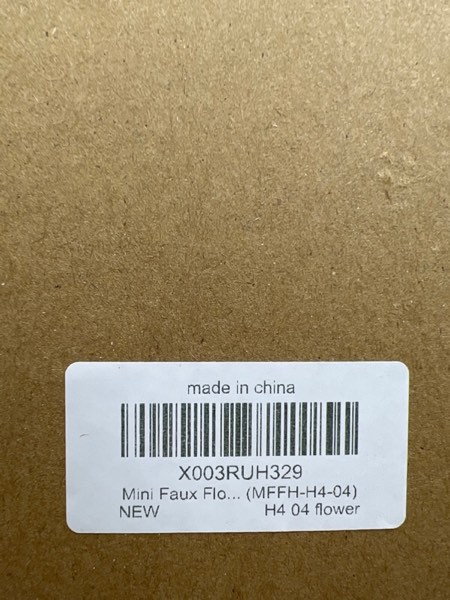 made in china
X003RUH329
Mini Faux Flo... (MFFH-H4-04)
NEW H4 04 flower